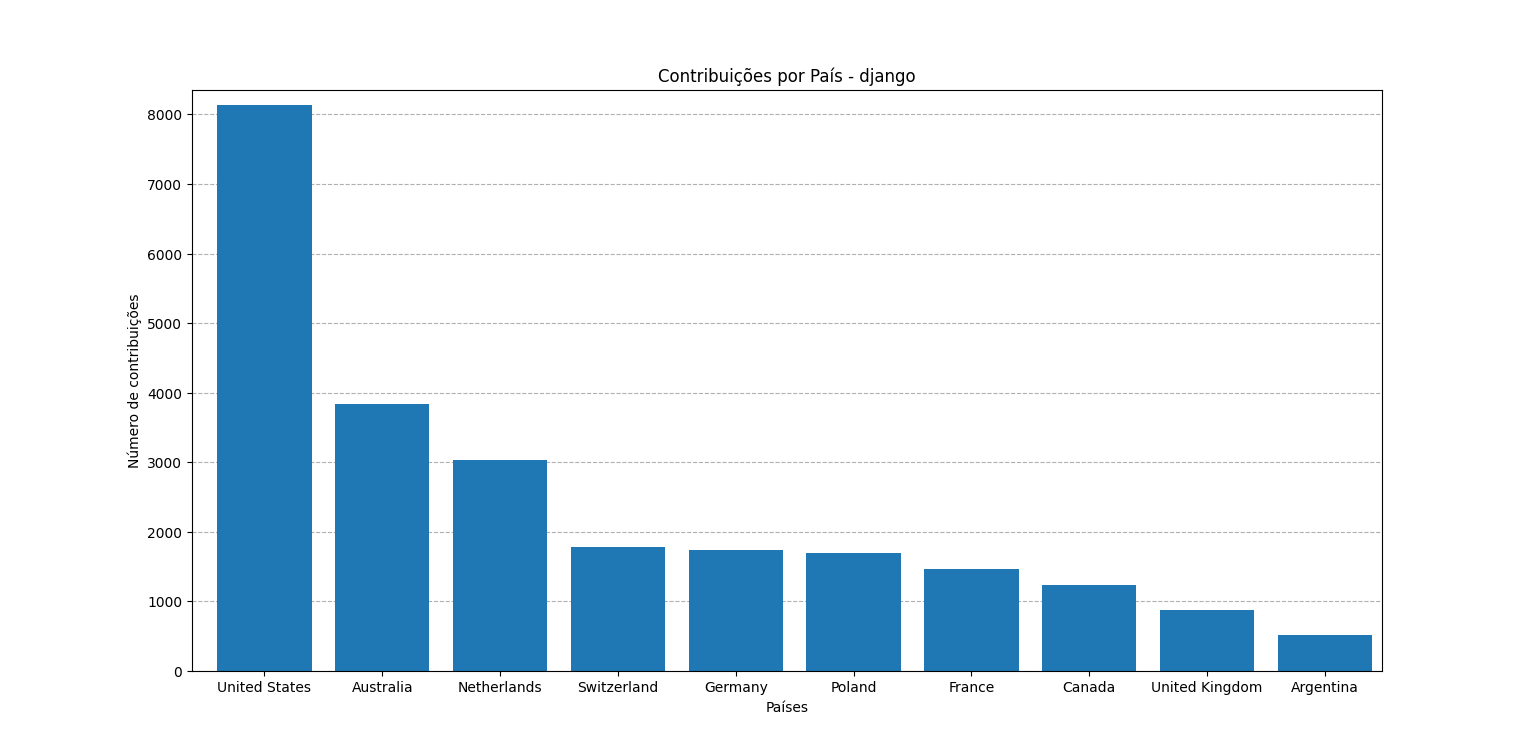 Contribuições por País - django
Número de contribuições
8000
7000
6000
5000
4000
3000
2000
1000
0
United States Australia Netherlands Switzerland Germany Poland France Canada United Kingdom Argentina
Países